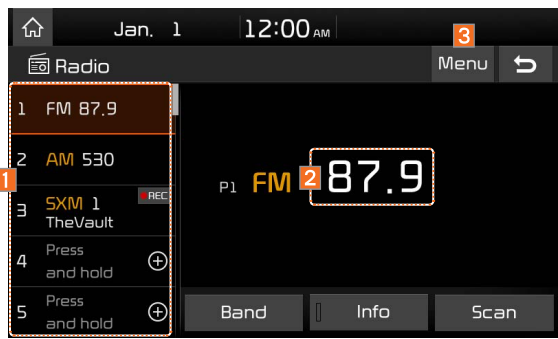 Jan. 1 12:00 AM
3
Radio Menu
1 FM 87.9
2 AM 530
1
3 SXM 1 REC
TheVault
4 Press
and hold
5 Press
and hold
P1 FM 2 87.9
Band Info Scan